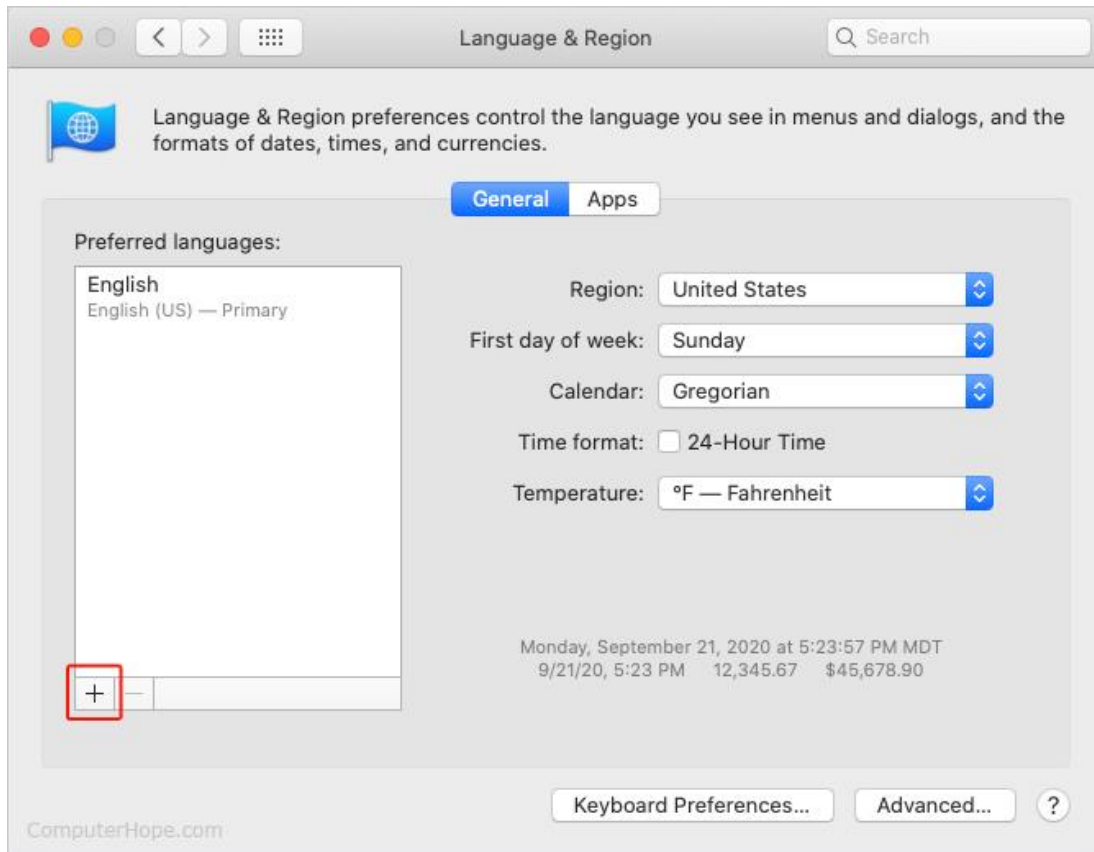 Language & Region
Search
Language & Region preferences control the language you see in menus and dialogs, and the
formats of dates, times, and currencies.
General Apps
Preferred languages:
English
English (US) — Primary
Region: United States
First day of week: Sunday
Calendar: Gregorian
Time format: 24-Hour Time
Temperature: °F — Fahrenheit
Monday, September 21, 2020 at 5:23:57 PM MDT
9/21/20, 5:23 PM 12,345.67 $45,678.90
+ —
Keyboard Preferences... Advanced... ?
ComputerHope.com